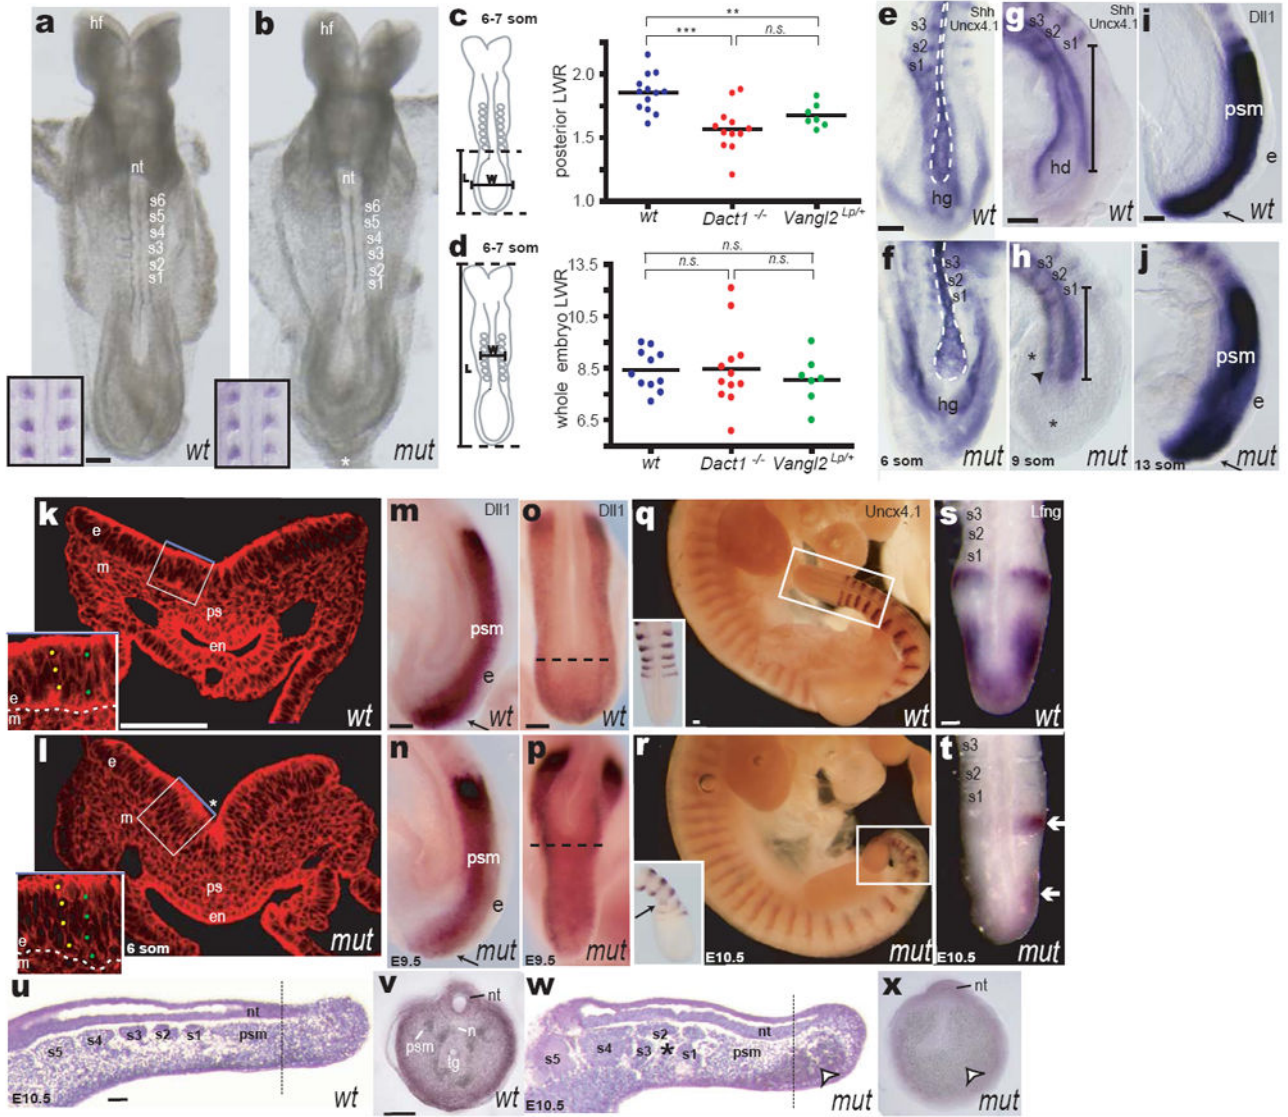 a
hf
nt
s6
s5
s4
s3
s2
s1
wt
b
hf
nt
s6
s5
s4
s3
s2
s1
*
mut
c 6-7 som
L
W
posterior LWR
2.0
1.5
1.0
**
***
n.s.
wt Dact1 -/- Vangl2 Lp/+
d 6-7 som
L
W
whole embryo LWR
13.5
10.5
8.5
6.5
n.s.
n.s.
n.s.
wt Dact1 -/- Vangl2 Lp/+
e Shh
Uncx4.1
s3
s2
s1
hg
wt
g Shh
Uncx4.1
s3
s2
s1
hd
wt
i Dll1
psm
e
wt
f
hg
6 som mut
h
s3
s2
s1
*
*
9 som mut
j
psm
e
13 som mut
k
e
m
ps
en
e
m
wt
l
e
*
m
ps
en
e
m
6 som mut
m Dll1
psm
e
wt
o
wt
n
psm
e
E9.5 mut
p
E9.5 mut
q Uncx4.1
wt
r
E10.5 mut
s Lfng
s3
s2
s1
wt
t
s3
s2
s1
E10.5 mut
u
nt
s5 s4 s3 s2 s1 psm
E10.5 wt
v
nt
psm n
tg
wt
w
nt
s5 s4 s3 s2 * s1 psm
E10.5 mut
x
nt
mut